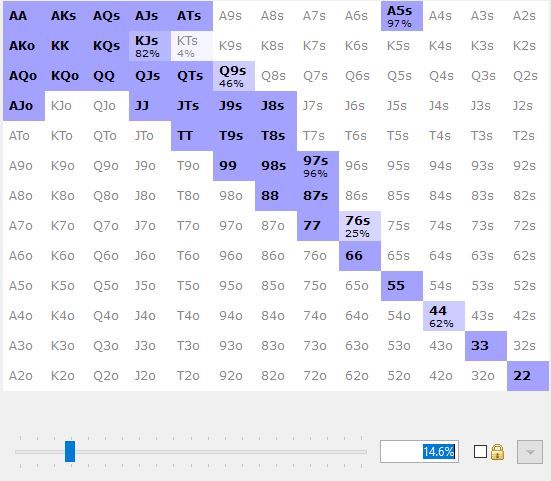 AA AKs AQs AJs ATs A9s A8s A7s A6s A5s A4s A3s A2s
97%
AKo KK KQs KJs KTs K9s K8s K7s K6s K5s K4s K3s K2s
82% 4%
AQo KQo QQ QJs QTs Q9s Q8s Q7s Q6s Q5s Q4s Q3s Q2s
46%
AJo KJo QJo JJ JTs J9s J8s J7s J6s J5s J4s J3s J2s
ATo KTo QTo JTo TT T9s T8s T7s T6s T5s T4s T3s T2s
A9o K9o Q9o J9o T9o 99 98s 97s 96s 95s 94s 93s 92s
96%
A8o K8o Q8o J8o T8o 98o 88 87s 86s 85s 84s 83s 82s
A7o K7o Q7o J7o T7o 97o 87o 77 76s 75s 74s 73s 72s
25%
A6o K6o Q6o J6o T6o 96o 86o 76o 66 65s 64s 63s 62s
A5o K5o Q5o J5o T5o 95o 85o 75o 65o 55 54s 53s 52s
A4o K4o Q4o J4o T4o 94o 84o 74o 64o 54o 44 43s 42s
62%
A3o K3o Q3o J3o T3o 93o 83o 73o 63o 53o 43o 33 32s
A2o K2o Q2o J2o T2o 92o 82o 72o 62o 52o 42o 32o 22
14.6%